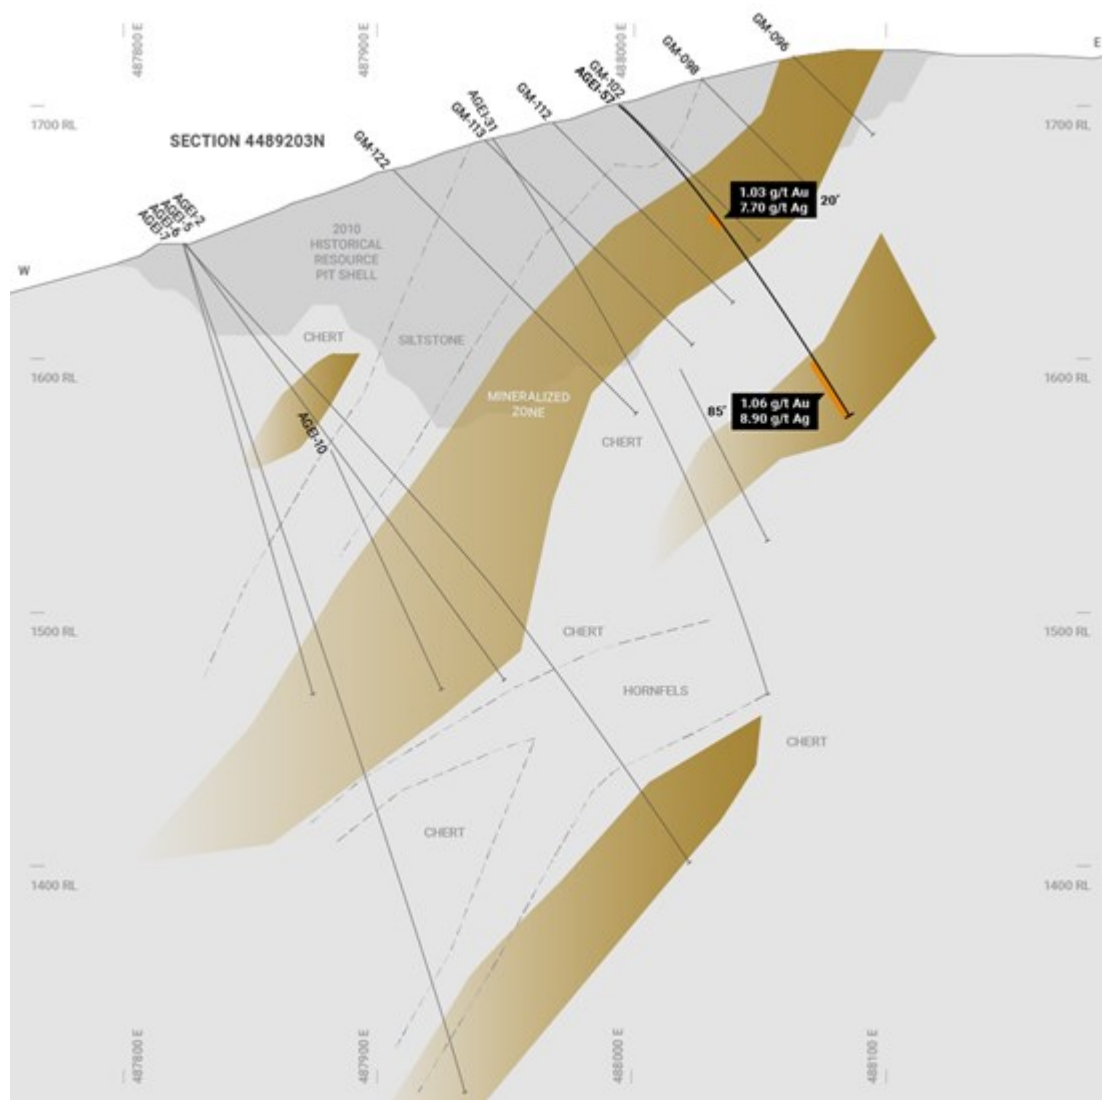 487800 E
487900 E
488000 E
E
GM-096
GM-098
GM-102
AGEI-57
GM-112
AGEI-31
GM-113
GM-122
1700 RL
1700 RL
SECTION 4489203N
AGEI-2
AGEI-5
AGEI-6
AGEI-7
W
2010
HISTORICAL
RESOURCE
PIT SHELL
1.03 g/t Au
7.70 g/t Ag
20'
CHERT
SILTSTONE
1600 RL
1600 RL
MINERALIZED
ZONE
1.06 g/t Au
8.90 g/t Ag
85'
AGEI-10
CHERT
1500 RL
CHERT
1500 RL
HORNFELS
CHERT
CHERT
1400 RL
1400 RL
487800 E
487900 E
488000 E
488100 E